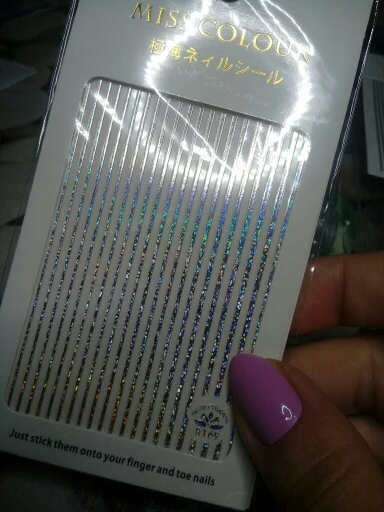 MISS COLOUR
極薄ネイルシール
Just stick them onto your finger and toe nails